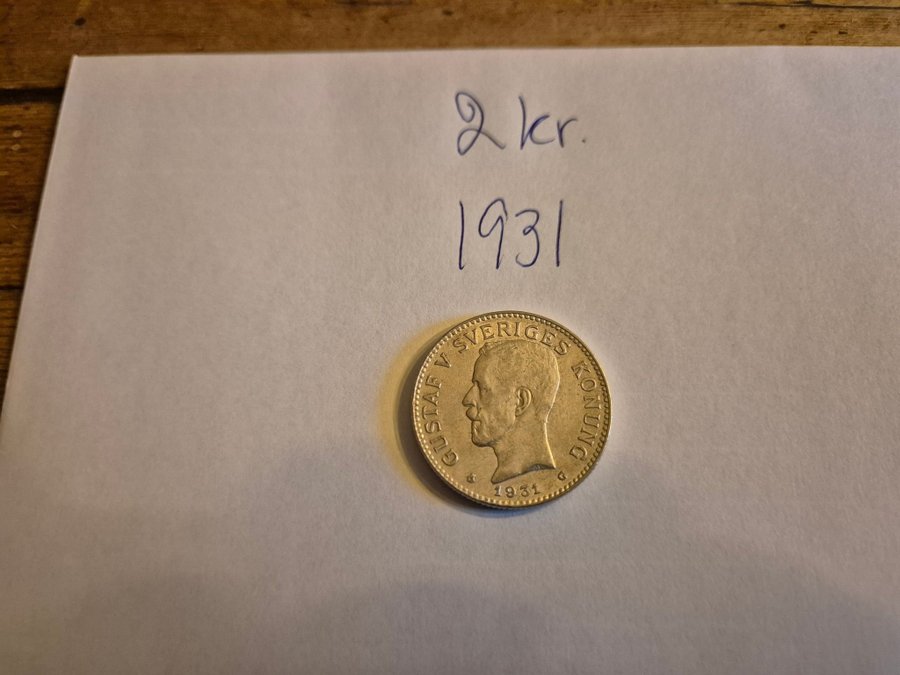 2 kr.
1931
GUSTAF V SVERIGES KONUNG
1931 G